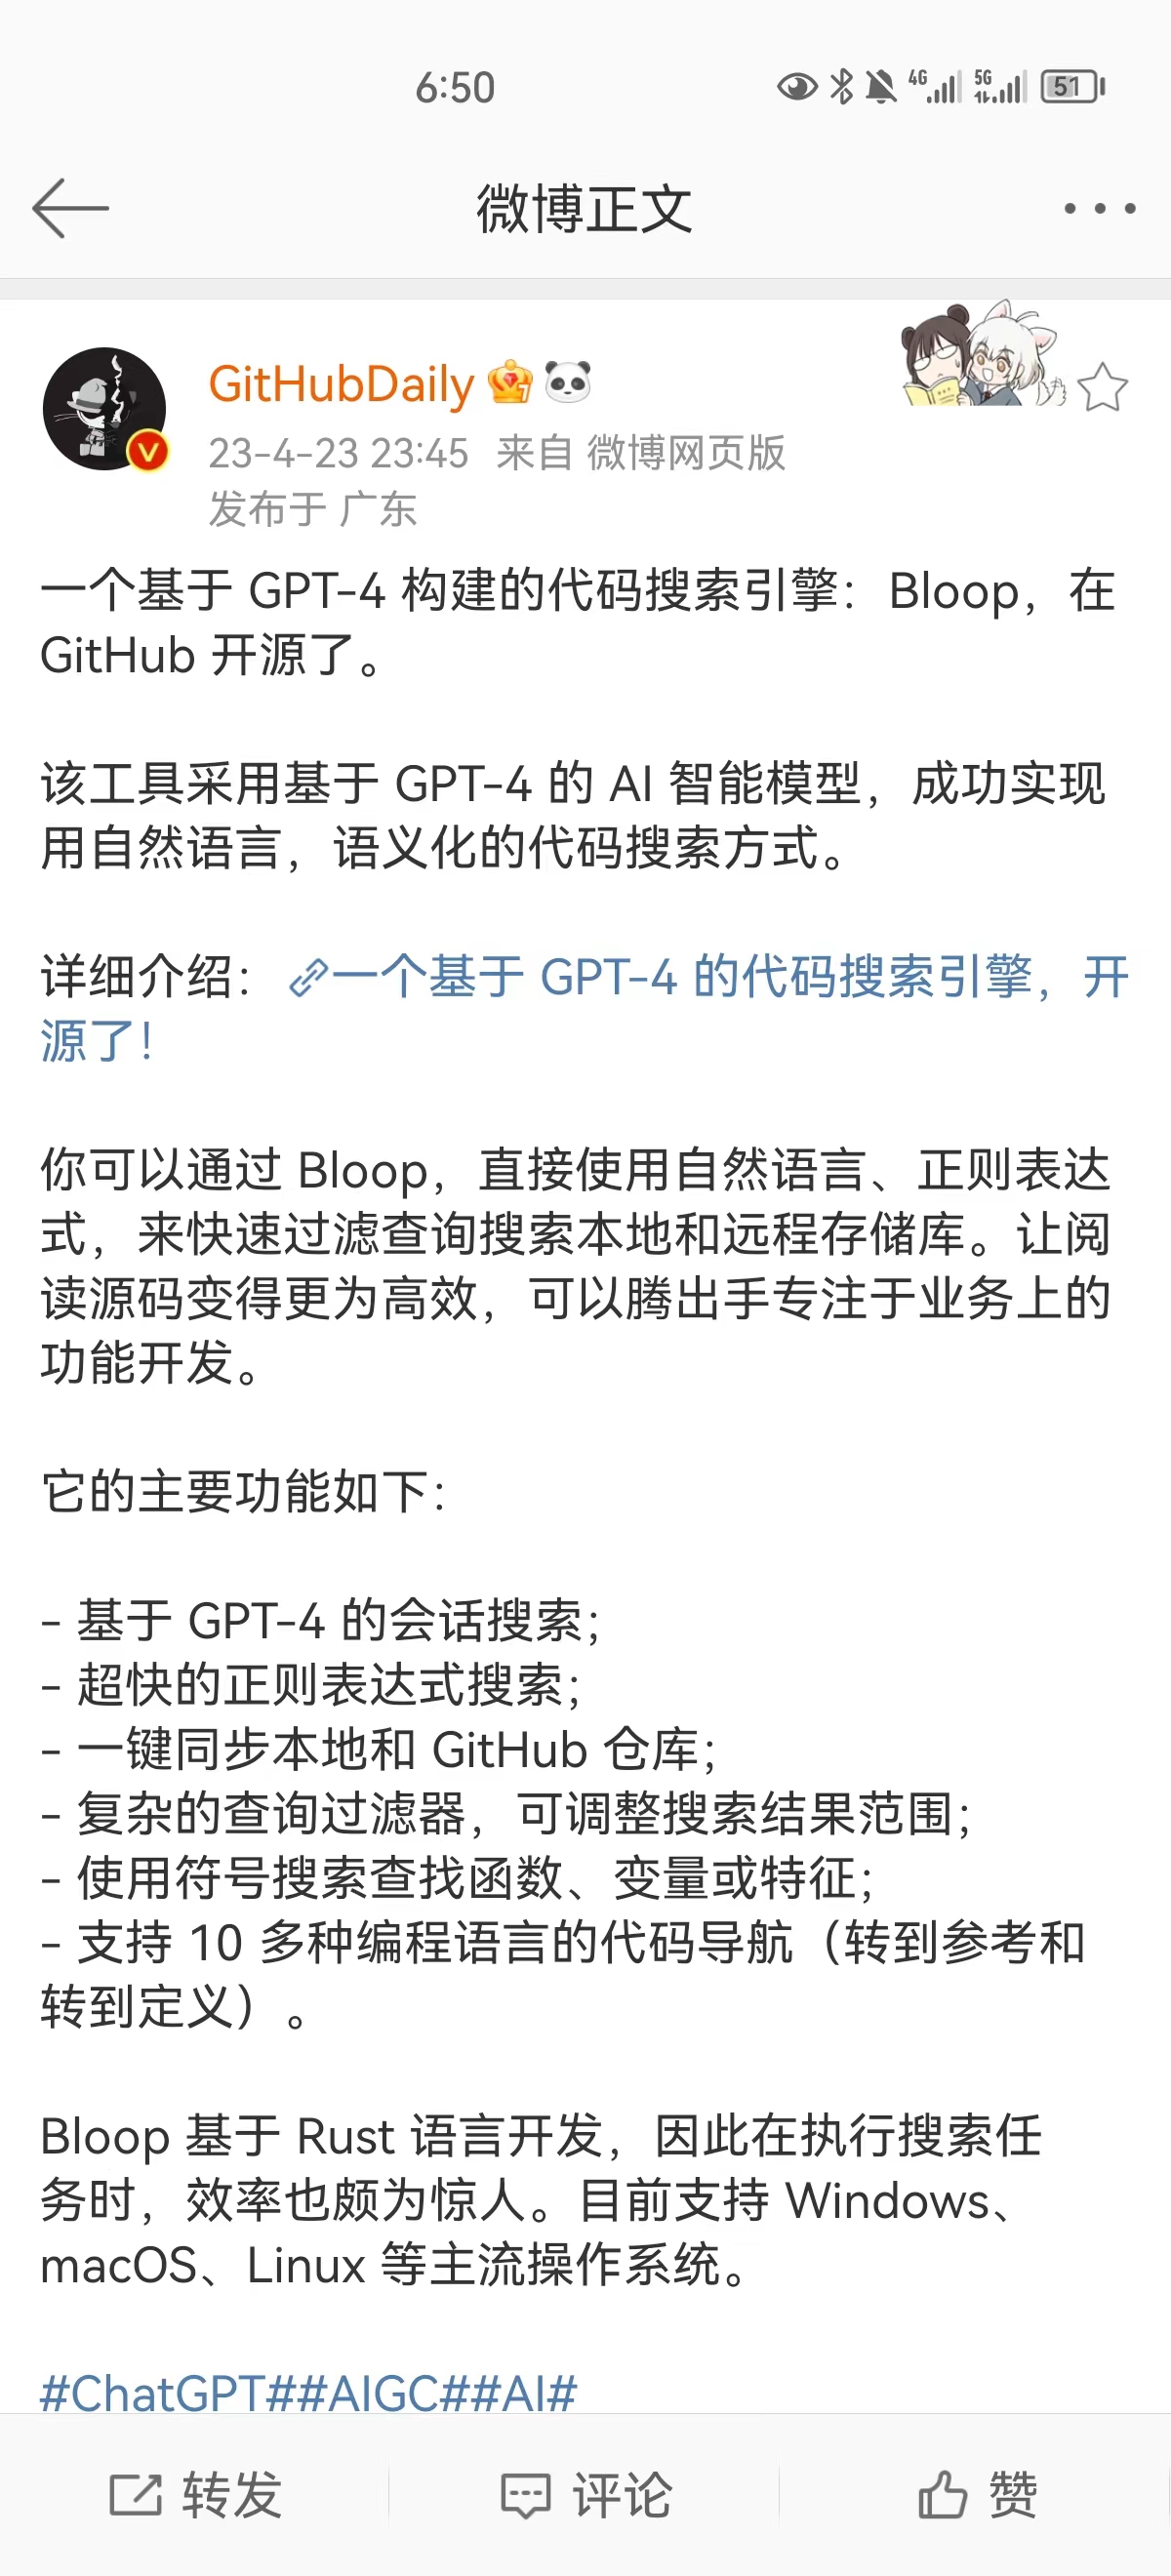 6:50
4G 5G 51
微博正文
GitHubDaily
23-4-23 23:45 来自 微博网页版
发布于 广东
一个基于 GPT-4 构建的代码搜索引擎：Bloop，在
GitHub 开源了。
该工具采用基于 GPT-4 的 AI 智能模型，成功实现
用自然语言，语义化的代码搜索方式。
详细介绍：一个基于 GPT-4 的代码搜索引擎，开
源了！
你可以通过 Bloop，直接使用自然语言、正则表达
式，来快速过滤查询搜索本地和远程存储库。让阅
读源码变得更为高效，可以腾出手专注于业务上的
功能开发。
它的主要功能如下：
- 基于 GPT-4 的会话搜索；
- 超快的正则表达式搜索；
- 一键同步本地和 GitHub 仓库；
- 复杂的查询过滤器，可调整搜索结果范围；
- 使用符号搜索查找函数、变量或特征；
- 支持 10 多种编程语言的代码导航（转到参考和
转到定义）。
Bloop 基于 Rust 语言开发，因此在执行搜索任
务时，效率也颇为惊人。目前支持 Windows、
macOS、Linux 等主流操作系统。
#ChatGPT##AIGC##AI#
转发 评论 赞